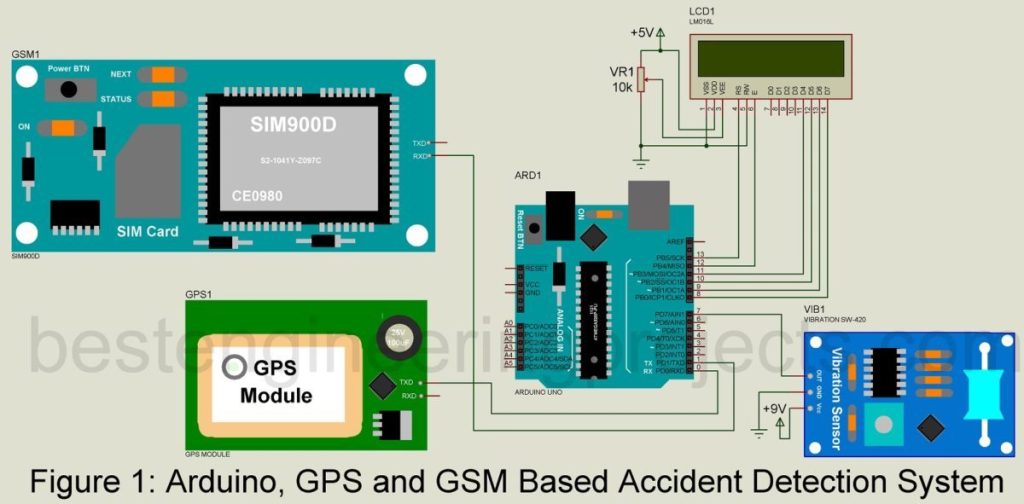 GSM1
Power BTN
NEXT
STATUS
ON
SIM900D
S2-1041Y-Z097C
CE0980
SIM Card
TXD
RXD
SIM900D
LCD1
LM016L
+5V
VR1
10k
VSS
VDD
VEE
RS
RW
E
D0
D1
D2
D3
D4
D5
D6
D7
1
2
3
4
5
6
7
8
9
10
11
12
13
14
ARD1
Reset BTN
ON
AREF
RESET
VCC
GND
PB5/SCK
13
PB4/MISO
12
~PB3/MOSI/OC2A
11
~PB2/SS/OC1B
10
~PB1/OC1A
9
PB0/ICP1/CLKO
8
ANALOG IN
A0
PC0/ADC0
A1
PC1/ADC1
A2
PC2/ADC2
A3
PC3/ADC3
A4
PC4/ADC4/SDA
A5
PC5/ADC5/SCL
PD7/AIN1
7
~PD6/AIN0
6
~PD5/T1
5
PD4/T0/XCK
4
~PD3/INT1
3
PD2/INT0
2
TX
PD1/TXD
1
RX
PD0/RXD
0
ARDUINO UNO
GPS1
25V
100uF
GPS
Module
TXD
RXD
GPS MODULE
VIB1
VIBRATION SW-420
OUT
GND
Vcc
Vibration
Sensor
+9V
bestengineeringprojects.com
Figure 1: Arduino, GPS and GSM Based Accident Detection System